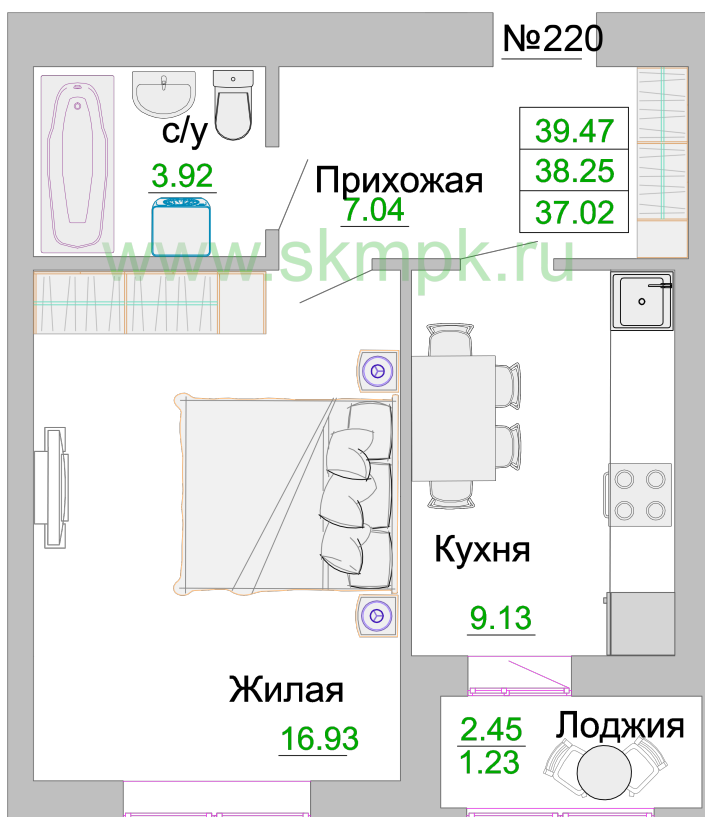 №220
с/у
3.92
Прихожая
7.04
39.47
38.25
37.02
www.skmpk.ru
Кухня
9.13
Жилая
16.93
2.45
1.23
Лоджия